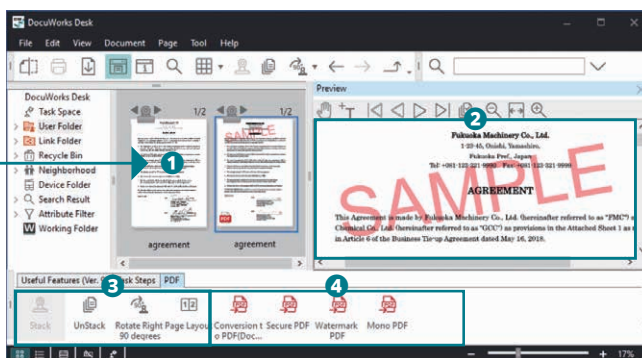 DocuWorks Desk
File Edit View Document Page Tool Help
DocuWorks Desk
Task Space
User Folder
Link Folder
Recycle Bin
Neighborhood
Device Folder
Search Result
Attribute Filter
Working Folder
1/2
1/2
1
SAMPLE
agreement
agreement
Preview
2
Fukuoka Machinery Co., Ltd.
1-23-45, Onishi, Yamashiro,
Fukuoka Pref., Japan
SAMPLE
AGREEMENT
This Agreement is made by Fukuoka Machinery Co., Ltd. (hereinafter referred to as "FMC")
Chemical Co., Ltd. (hereinafter referred to as "GCC") as provisions in the Attached Sheet 1 as
in Article 6 of the Business Tie-up Agreement dated May 16, 2018.
Useful Features (Ver. 9 sk Steps PDF
3
4
Stack
UnStack
Rotate Right 90 degrees
Page Layou
Conversion t o PDF(Doc...
Secure PDF
Watermark PDF
Mono PDF
17%